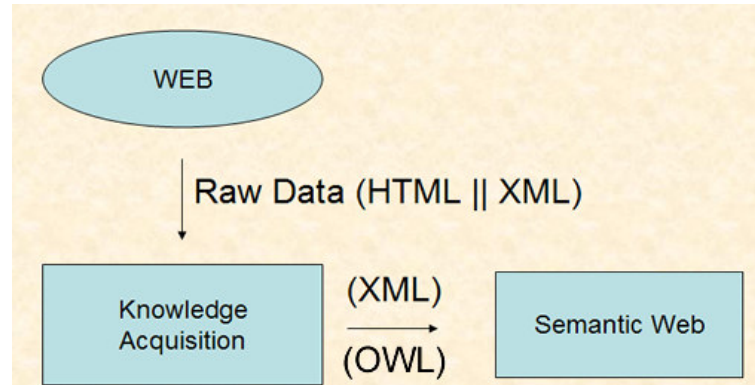 WEB
Raw Data (HTML || XML)
Knowledge
Acquisition
(XML)
(OWL)
Semantic Web